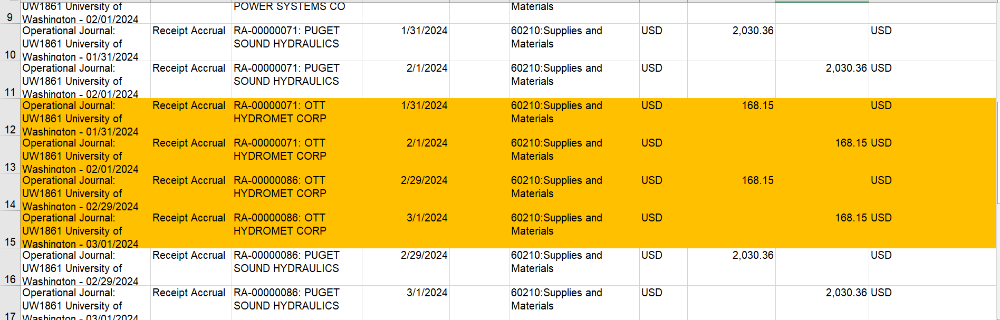 9 UW1861 University of POWER SYSTEMS CO Materials
Washington - 02/01/2024
Operational Journal: Receipt Accrual RA-00000071: PUGET 1/31/2024 60210:Supplies and USD 2,030.36 USD
UW1861 University of SOUND HYDRAULICS Materials
10 Washington - 01/31/2024
Operational Journal: Receipt Accrual RA-00000071: PUGET 2/1/2024 60210:Supplies and USD 2,030.36 USD
UW1861 University of SOUND HYDRAULICS Materials
11 Washington - 02/01/2024
Operational Journal: Receipt Accrual RA-00000071: OTT 1/31/2024 60210:Supplies and USD 168.15 USD
UW1861 University of HYDROMET CORP Materials
12 Washington - 01/31/2024
Operational Journal: Receipt Accrual RA-00000071: OTT 2/1/2024 60210:Supplies and USD 168.15 USD
UW1861 University of HYDROMET CORP Materials
13 Washington - 02/01/2024
Operational Journal: Receipt Accrual RA-00000086: OTT 2/29/2024 60210:Supplies and USD 168.15 USD
UW1861 University of HYDROMET CORP Materials
14 Washington - 02/29/2024
Operational Journal: Receipt Accrual RA-00000086: OTT 3/1/2024 60210:Supplies and USD 168.15 USD
UW1861 University of HYDROMET CORP Materials
15 Washington - 03/01/2024
Operational Journal: Receipt Accrual RA-00000086: PUGET 2/29/2024 60210:Supplies and USD 2,030.36 USD
UW1861 University of SOUND HYDRAULICS Materials
16 Washington - 02/29/2024
Operational Journal: Receipt Accrual RA-00000086: PUGET 3/1/2024 60210:Supplies and USD 2,030.36 USD
UW1861 University of SOUND HYDRAULICS Materials
17 Washington - 03/01/2024